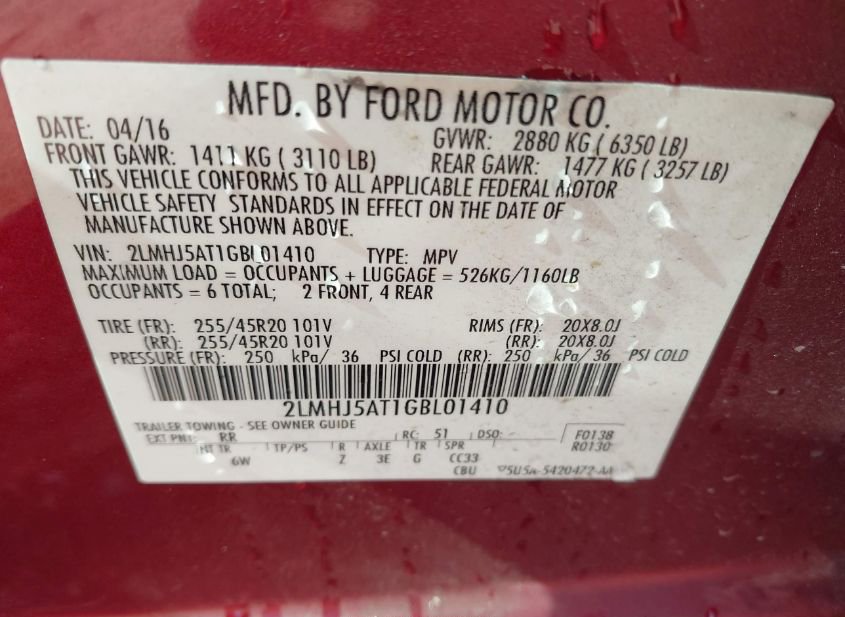 MFD. BY FORD MOTOR CO.
DATE: 04/16 GVWR: 2880 KG ( 6350 LB)
FRONT GAWR: 1411 KG ( 3110 LB) REAR GAWR: 1477 KG ( 3257 LB)
THIS VEHICLE CONFORMS TO ALL APPLICABLE FEDERAL MOTOR
VEHICLE SAFETY STANDARDS IN EFFECT ON THE DATE OF
MANUFACTURE SHOWN ABOVE.
VIN: 2LMHJ5AT1GBL01410 TYPE: MPV
MAXIMUM LOAD = OCCUPANTS + LUGGAGE = 526KG/1160LB
OCCUPANTS = 6 TOTAL; 2 FRONT, 4 REAR
TIRE (FR): 255/45R20 101V RIMS (FR): 20X8.0J
(RR): 255/45R20 101V (RR): 20X8.0J
PRESSURE (FR): 250 kPa/ 36 PSI COLD (RR): 250 kPa/ 36 PSI COLD
2LMHJ5AT1GBL01410
TRAILER TOWING - SEE OWNER GUIDE
EXT PNT: RR RC: 51 DSO: F0138
INT TR TP/PS R AXLE TR SPR R0130
6W Z 3E G CC33
CBU